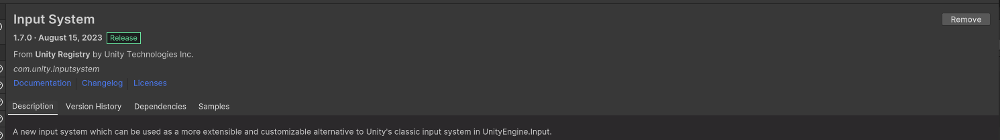 Input System
Remove
1.7.0 · August 15, 2023 Release
From Unity Registry by Unity Technologies Inc.
com.unity.inputsystem
Documentation Changelog Licenses
Description Version History Dependencies Samples
A new input system which can be used as a more extensible and customizable alternative to Unity's classic input system in UnityEngine.Input.